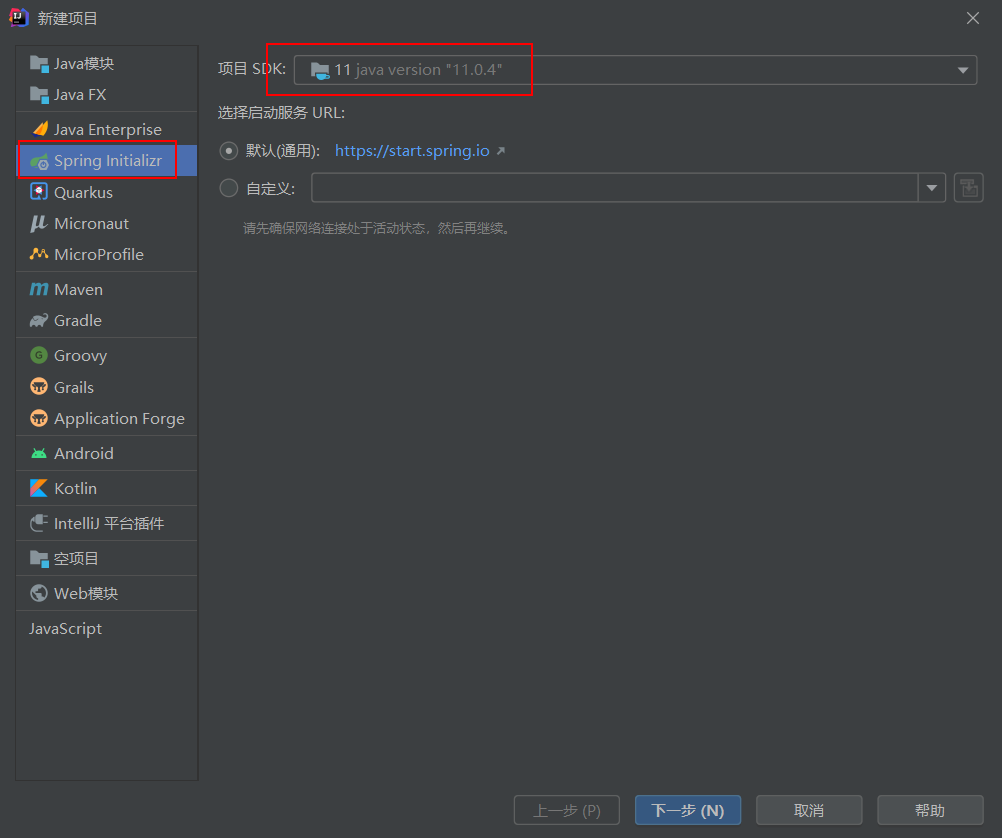 新建项目
Java模块
Java FX
Java Enterprise
Spring Initializr
Quarkus
Micronaut
MicroProfile
Maven
Gradle
Groovy
Grails
Application Forge
Android
Kotlin
IntelliJ 平台插件
空项目
Web模块
JavaScript
项目 SDK: 11 java version "11.0.4"
选择启动服务 URL:
默认(通用): https://start.spring.io
自定义:
请先确保网络连接处于活动状态，然后再继续。
上一步 (P) 下一步 (N) 取消 帮助